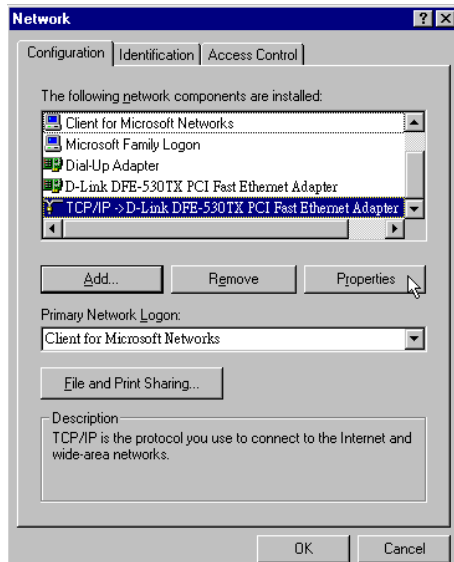 Network
Configuration Identification Access Control
The following network components are installed:
Client for Microsoft Networks
Microsoft Family Logon
Dial-Up Adapter
D-Link DFE-530TX PCI Fast Ethernet Adapter
TCP/IP -> D-Link DFE-530TX PCI Fast Ethernet Adapter
Add... Remove Properties
Primary Network Logon:
Client for Microsoft Networks
File and Print Sharing...
Description
TCP/IP is the protocol you use to connect to the Internet and
wide-area networks.
OK Cancel